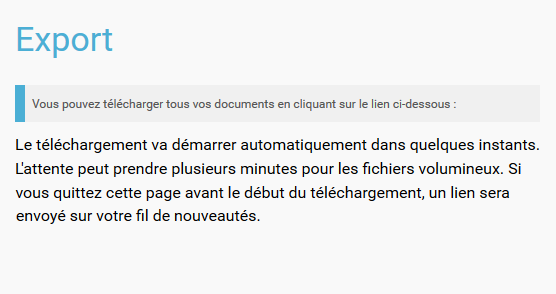 Export
Vous pouvez télécharger tous vos documents en cliquant sur le lien ci-dessous :
Le téléchargement va démarrer automatiquement dans quelques instants.
L'attente peut prendre plusieurs minutes pour les fichiers volumineux. Si
vous quittez cette page avant le début du téléchargement, un lien sera
envoyé sur votre fil de nouveautés.